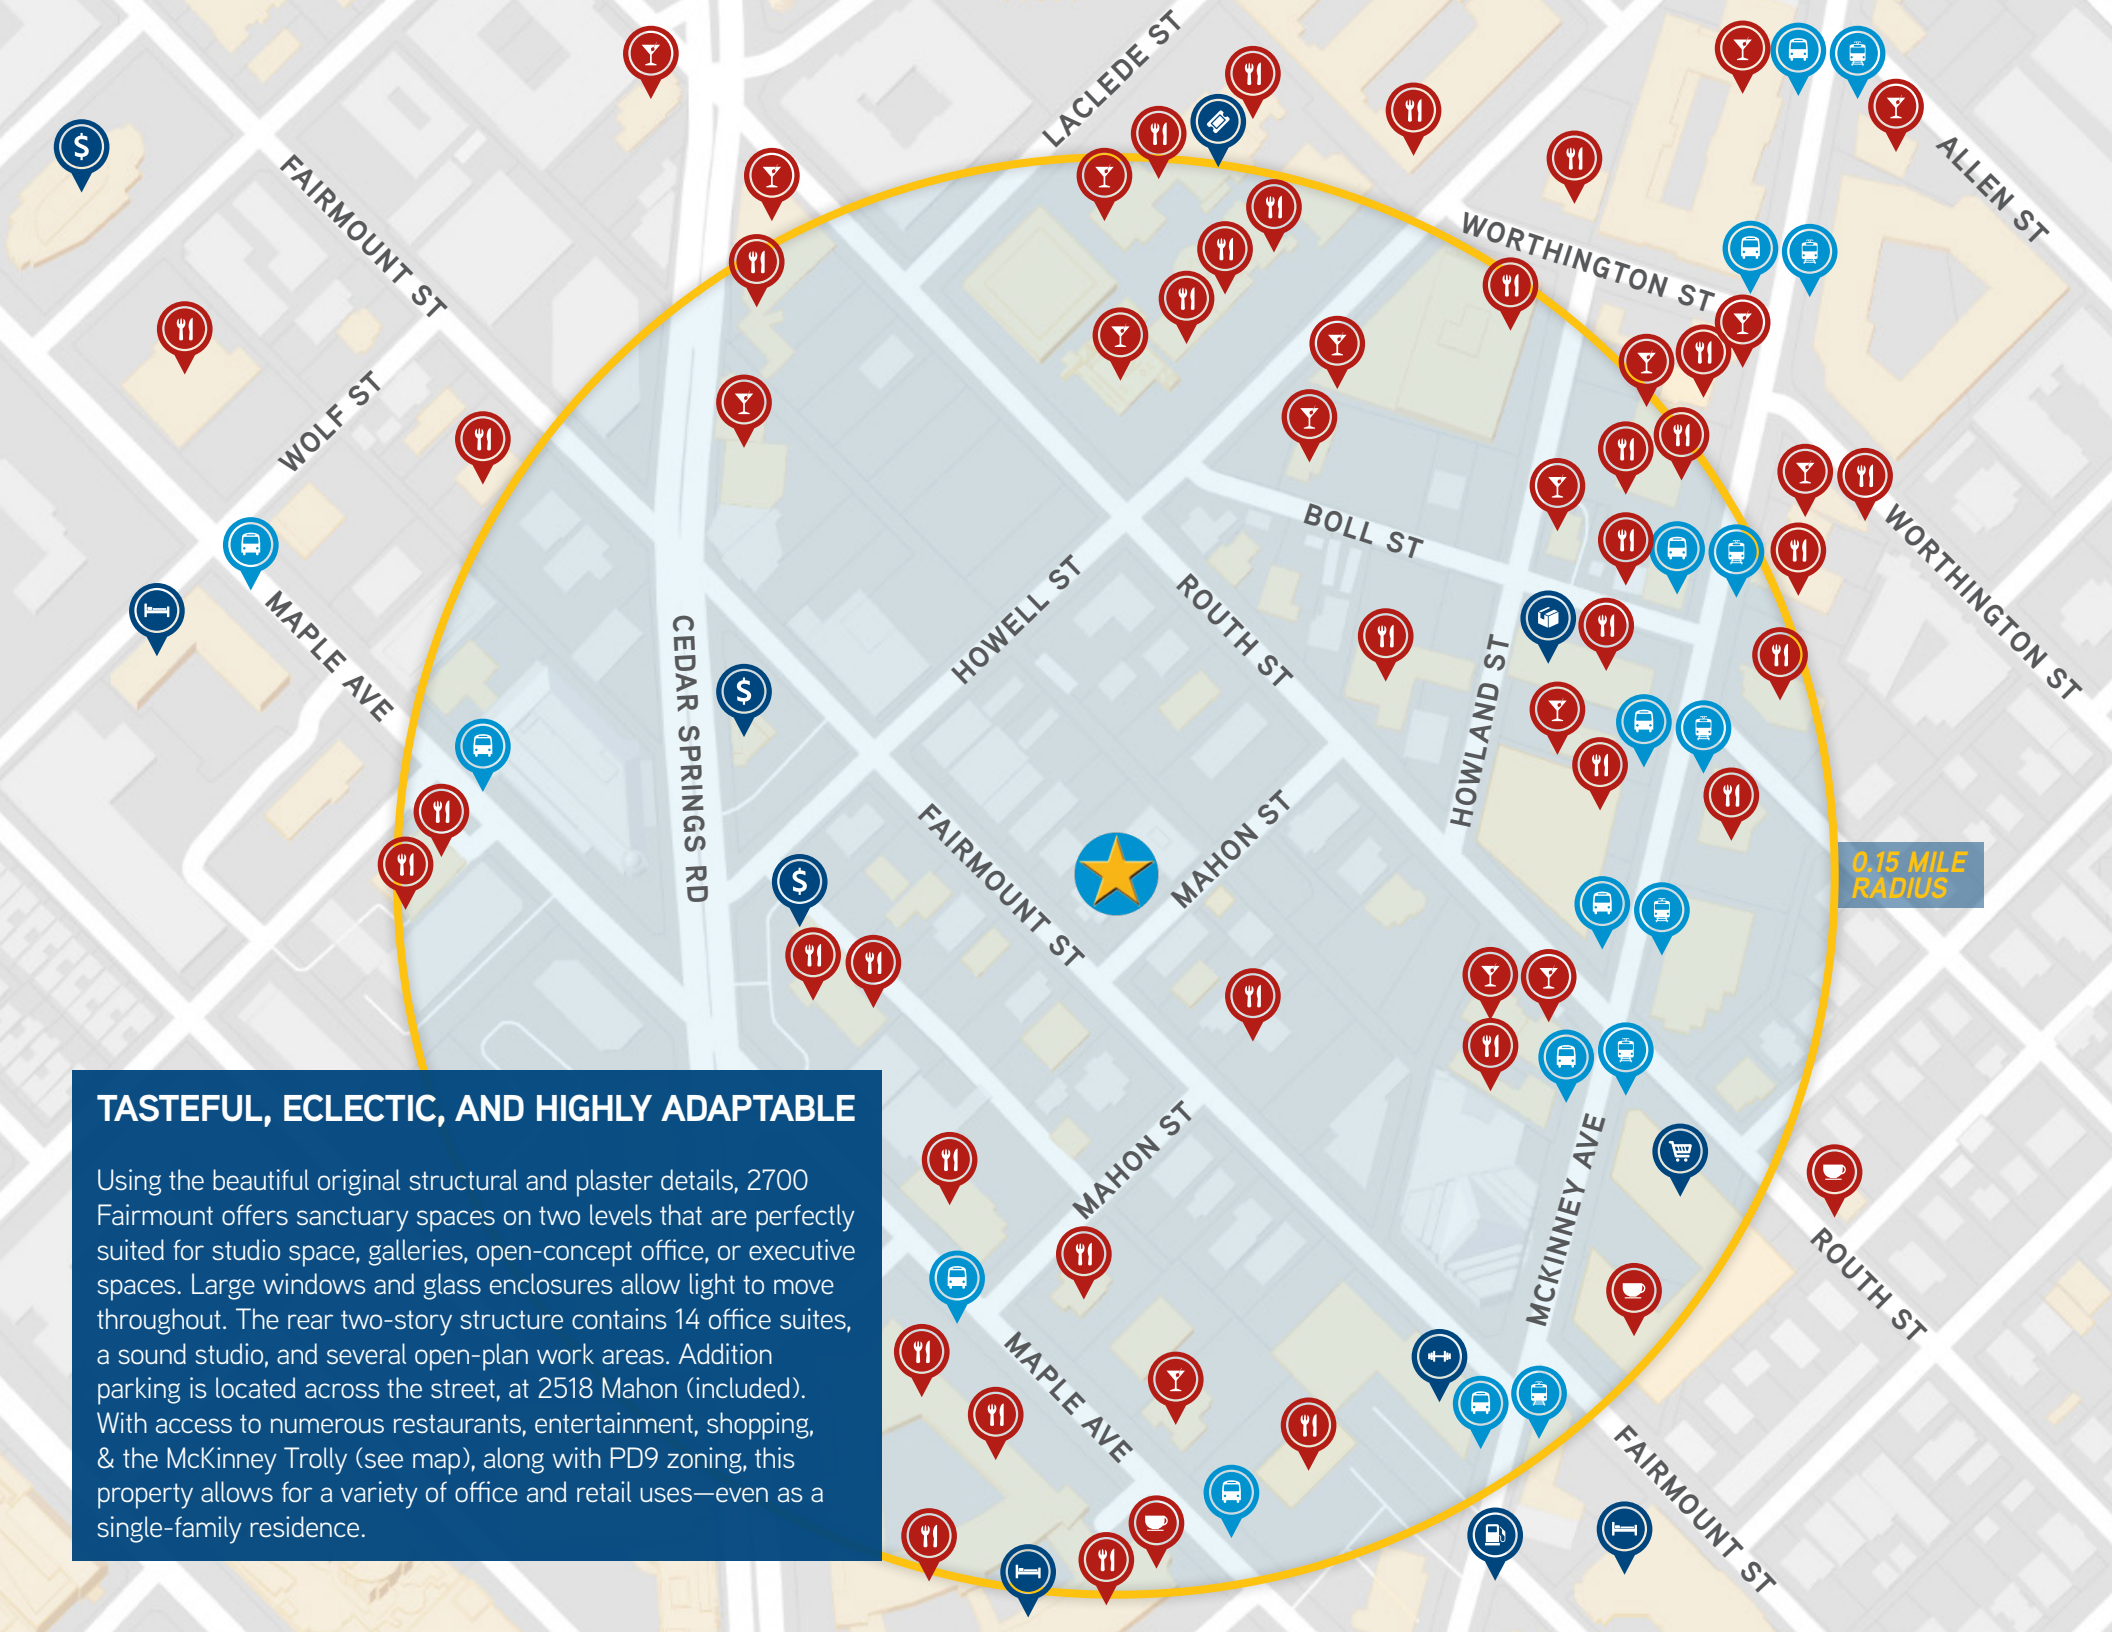 LACLEDE ST
ALLEN ST
FAIRMOUNT ST
WORTHINGTON ST
$
WOLF ST
BOLL ST
WORTHINGTON ST
HOWELL ST
ROUTH ST
MAPLE AVE
CEDAR SPRINGS RD
HOWLAND ST
$
MAHON ST
FAIRMOUNT ST
$
0.15 MILE
RADIUS
TASTEFUL, ECLECTIC, AND HIGHLY ADAPTABLE
Using the beautiful original structural and plaster details, 2700
Fairmount offers sanctuary spaces on two levels that are perfectly
suited for studio space, galleries, open-concept office, or executive
spaces. Large windows and glass enclosures allow light to move
throughout. The rear two-story structure contains 14 office suites,
a sound studio, and several open-plan work areas. Addition
parking is located across the street, at 2518 Mahon (included).
With access to numerous restaurants, entertainment, shopping,
& the McKinney Trolly (see map), along with PD9 zoning, this
property allows for a variety of office and retail uses—even as a
single-family residence.
MAHON ST
MCKINNEY AVE
ROUTH ST
MAPLE AVE
FAIRMOUNT ST